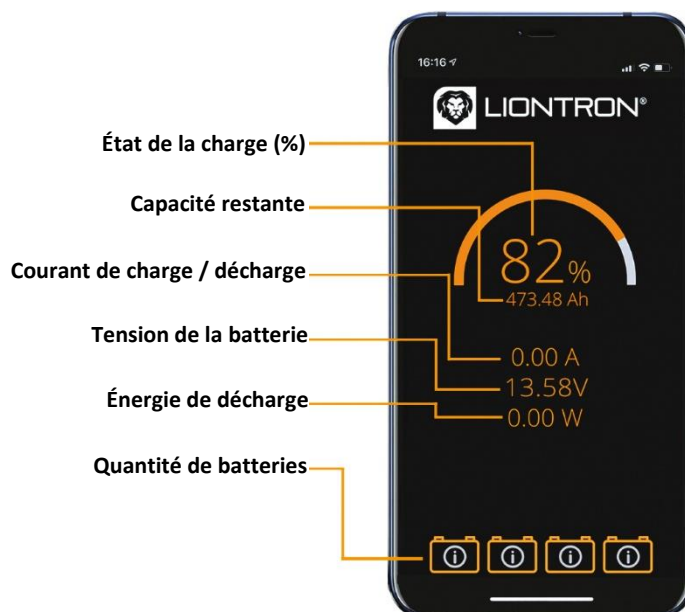 16:16
LIONTRON®
État de la charge (%)
Capacité restante
82%
473.48 Ah
Courant de charge / décharge
Tension de la batterie
0.00 A
13.58V
Énergie de décharge
0.00 W
Quantité de batteries
i i i i